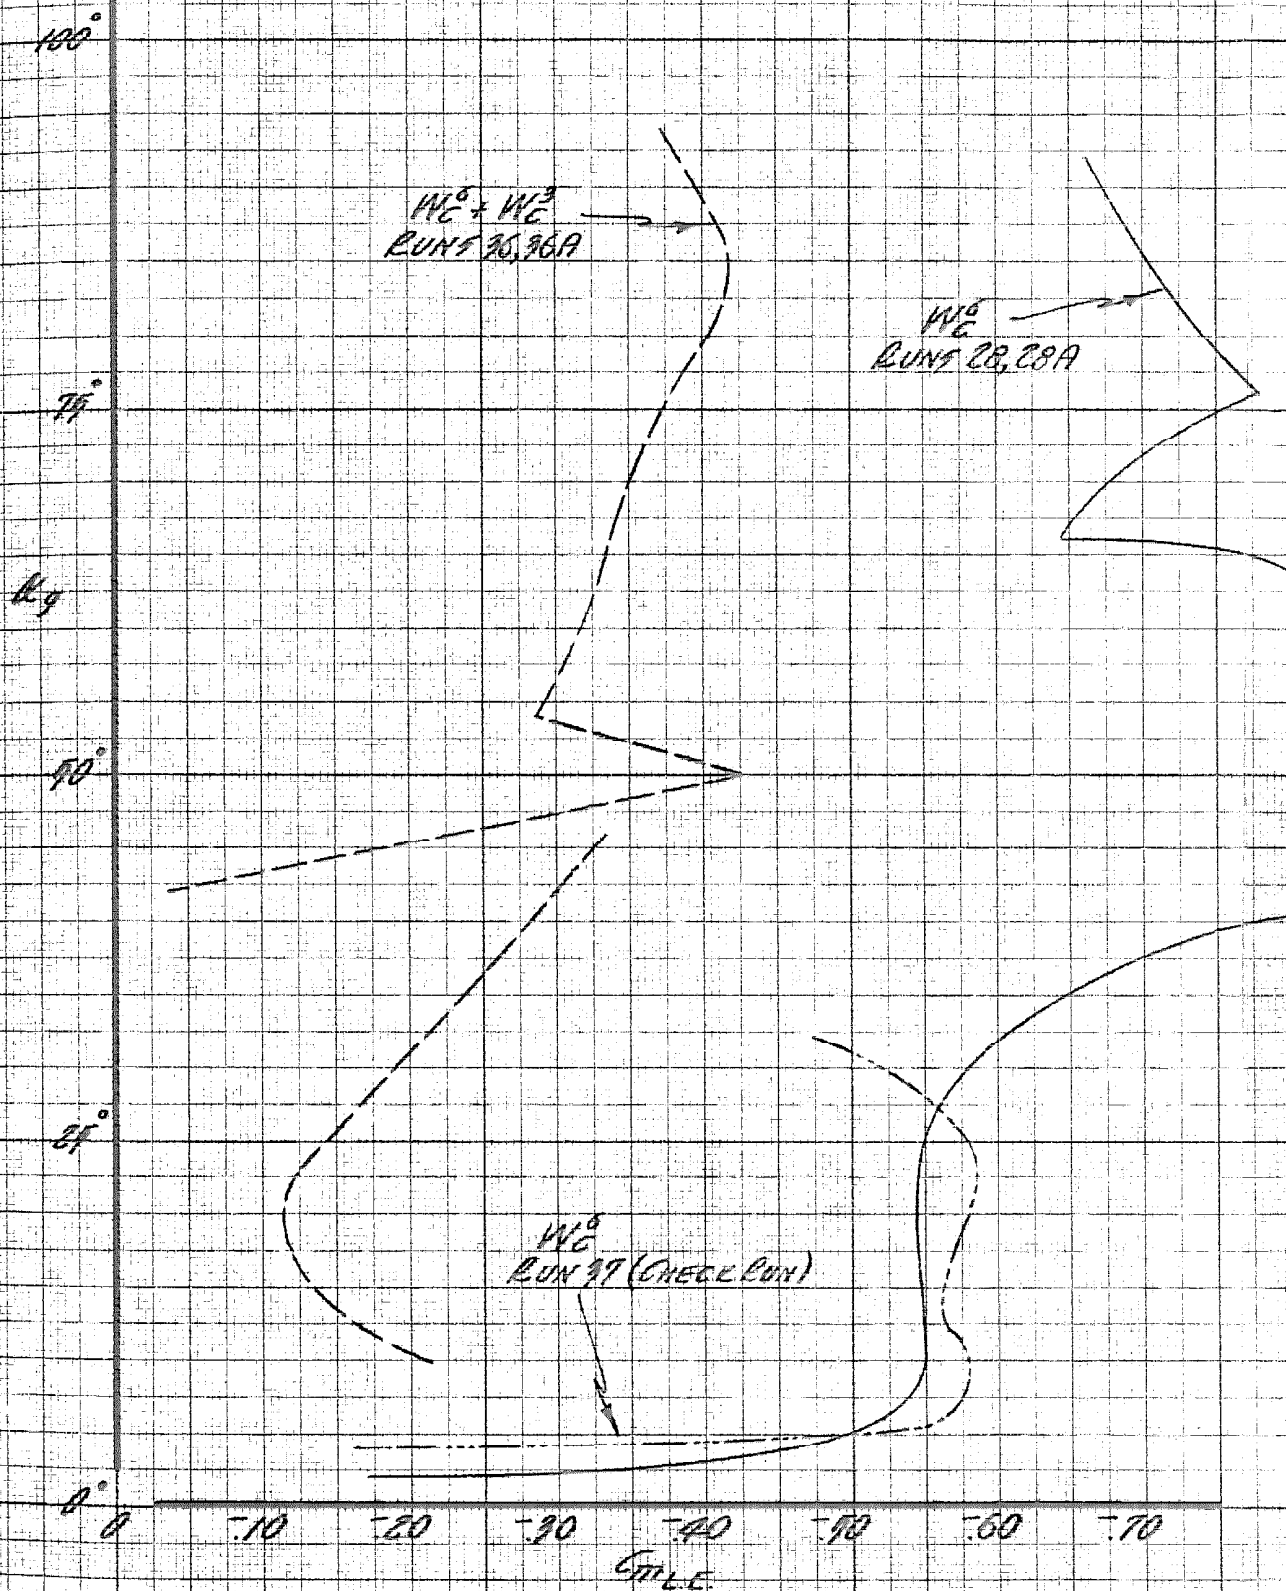 100°
W_C^6 + W_C^3
RUNS 36, 36A
W_C^6
RUNS 28, 28A
75°
α_g
50°
25°
W_C^6
RUN 37 (CHECK RUN)
0°
0 -.10 -.20 -.30 -.40 -.50 -.60 -.70
C_m_L.E.